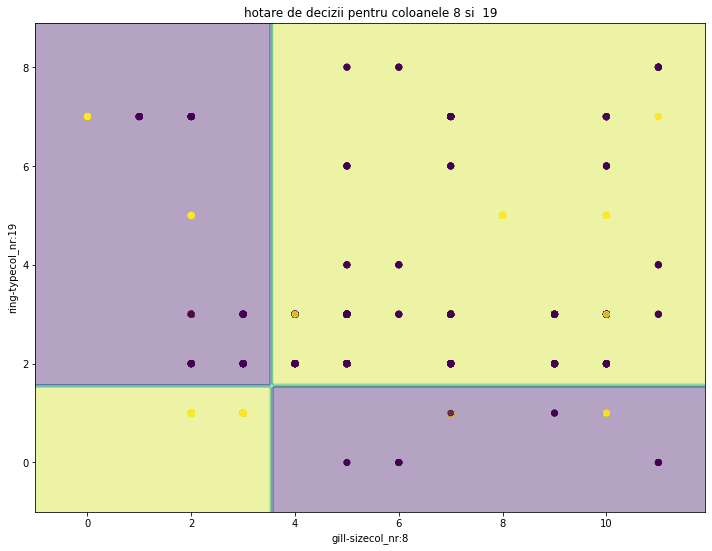 hotare de decizii pentru coloanele 8 si  19
8
6
4
2
0
ring-typecol_nr:19
0 2 4 6 8 10
gill-sizecol_nr:8